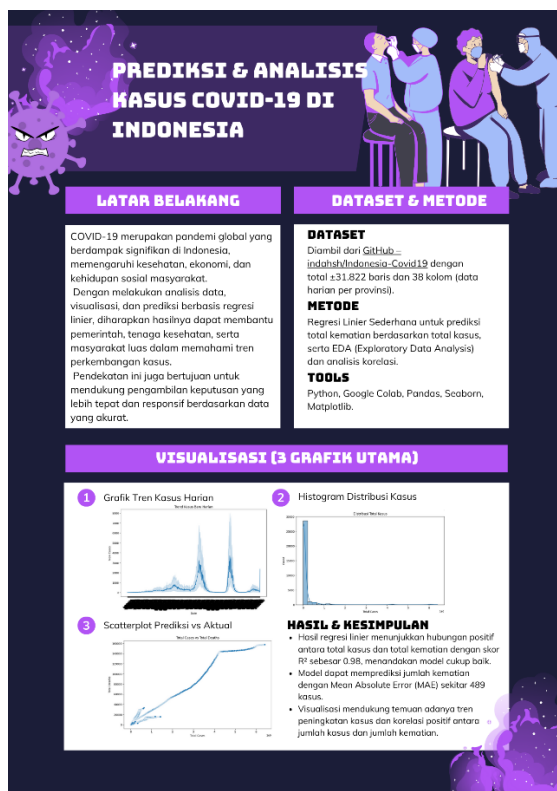 PREDIKSI & ANALISIS
KASUS COVID-19 DI
INDONESIA
LATAR BELAKANG
COVID-19 merupakan pandemi global yang
berdampak signifikan di Indonesia,
memengaruhi kesehatan, ekonomi, dan
kehidupan sosial masyarakat.
Dengan melakukan analisis data,
visualisasi, dan prediksi berbasis regresi
linier, diharapkan hasilnya dapat membantu
pemerintah, tenaga kesehatan, serta
masyarakat luas dalam memahami tren
perkembangan kasus.
Pendekatan ini juga bertujuan untuk
mendukung pengambilan keputusan yang
lebih tepat dan responsif berdasarkan data
yang akurat.
DATASET & METODE
DATASET
Diambil dari GitHub –
indahsh/Indonesia-Covid19 dengan
total ±31.822 baris dan 38 kolom (data
harian per provinsi).
METODE
Regresi Linier Sederhana untuk prediksi
total kematian berdasarkan total kasus,
serta EDA (Exploratory Data Analysis)
dan analisis korelasi.
TOOLS
Python, Google Colab, Pandas, Seaborn,
Matplotlib.
VISUALISASI (3 GRAFIK UTAMA)
1 Grafik Tren Kasus Harian
2 Histogram Distribusi Kasus
Distribusi Total Kasus
3 Scatterplot Prediksi vs Aktual
Total Cases vs Total Deaths
HASIL & KESIMPULAN
• Hasil regresi linier menunjukkan hubungan positif
antara total kasus dan total kematian dengan skor
R² sebesar 0.98, menandakan model cukup baik.
• Model dapat memprediksi jumlah kematian
dengan Mean Absolute Error (MAE) sekitar 489
kasus.
• Visualisasi mendukung temuan adanya tren
peningkatan kasus dan korelasi positif antara
jumlah kasus dan jumlah kematian.